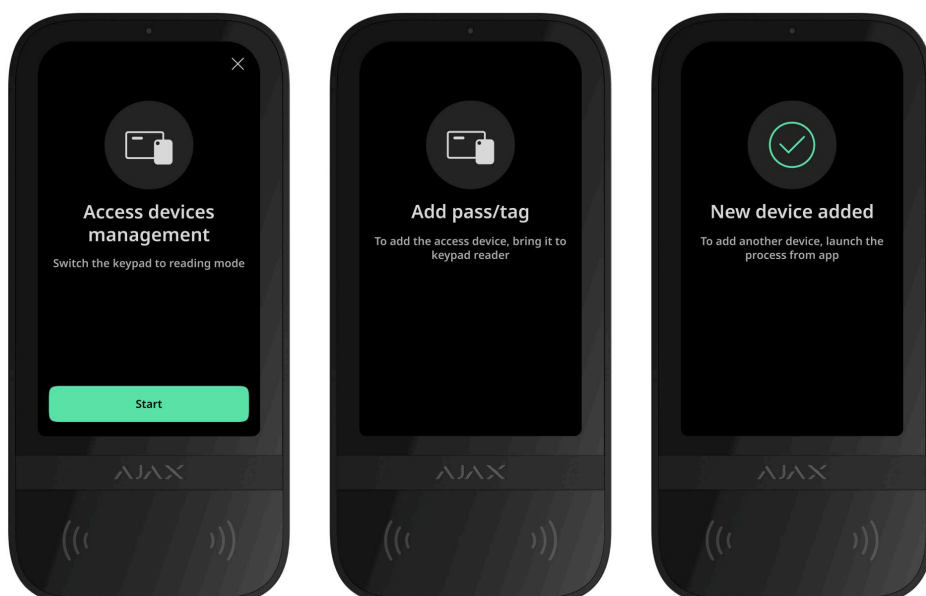 Access devices
management
Switch the keypad to reading mode
Start
AJAX
Add pass/tag
To add the access device, bring it to
keypad reader
AJAX
New device added
To add another device, launch the
process from app
AJAX